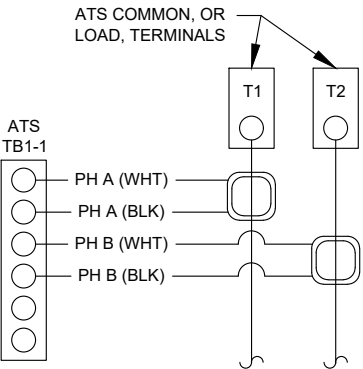 ATS COMMON, OR
LOAD, TERMINALS
T1
T2
ATS
TB1-1
PH A (WHT)
PH A (BLK)
PH B (WHT)
PH B (BLK)